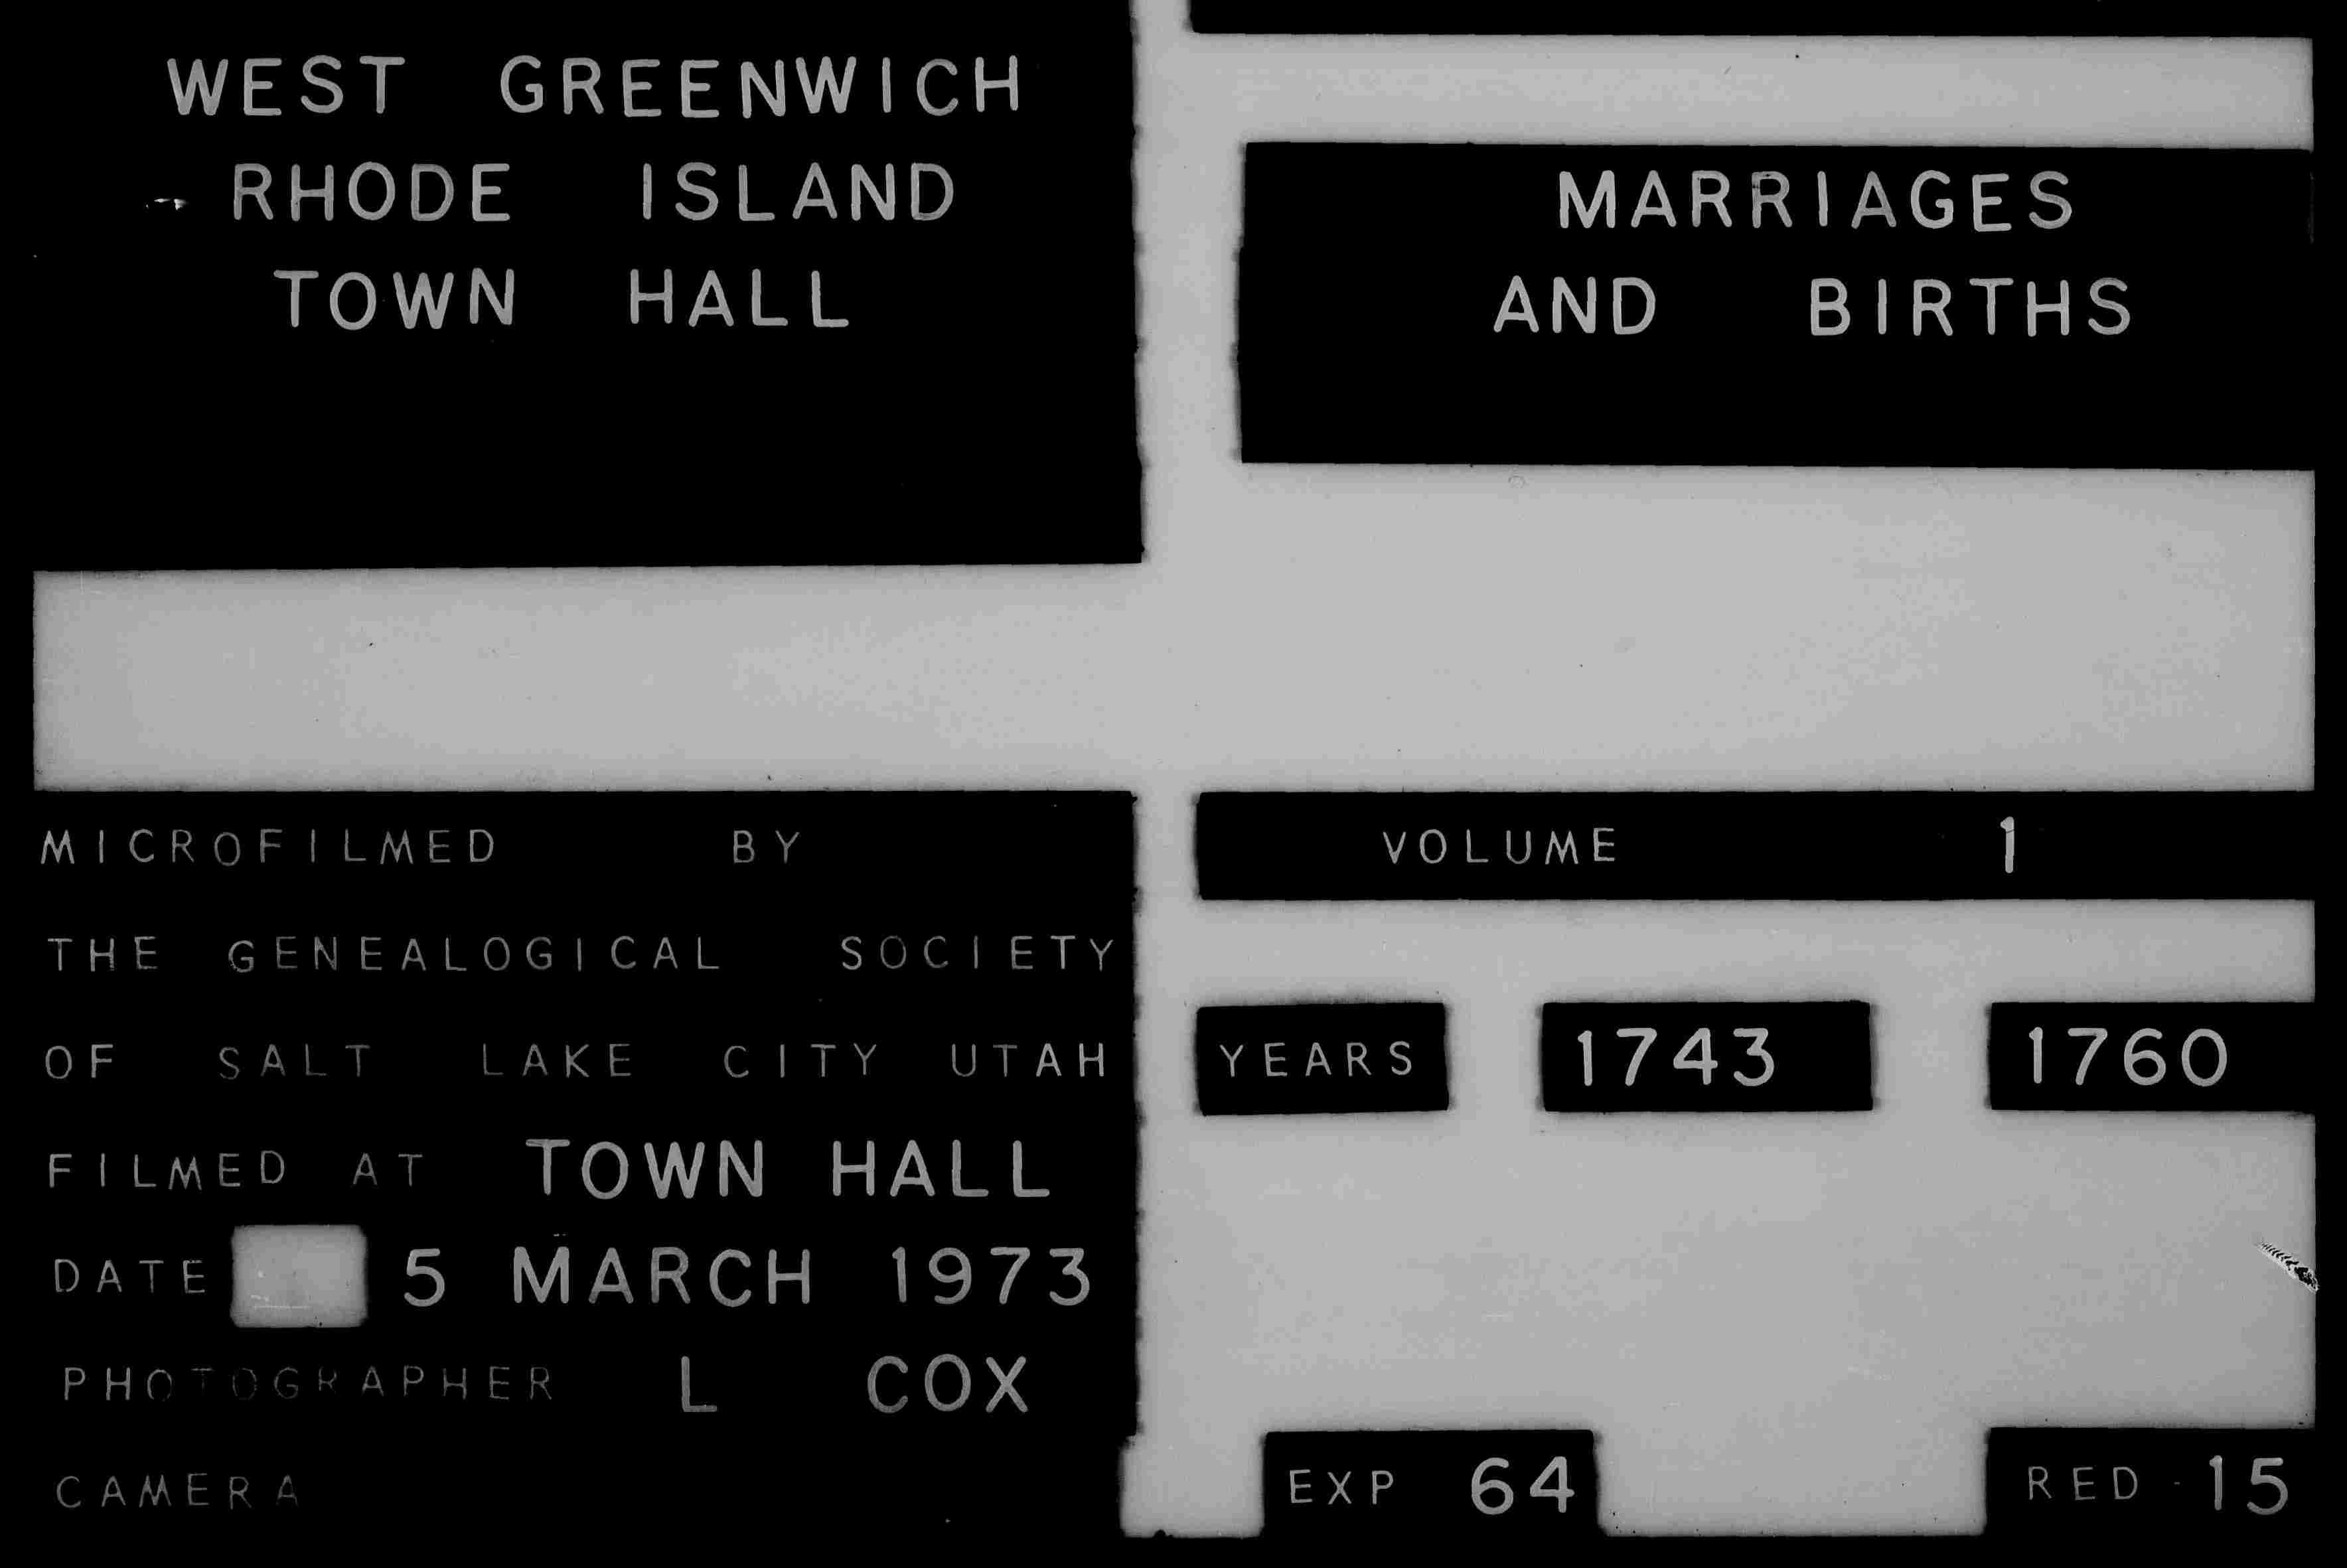 WEST GREENWICH
RHODE ISLAND
TOWN HALL
MARRIAGES
AND BIRTHS
MICROFILMED BY
THE GENEALOGICAL SOCIETY
OF SALT LAKE CITY UTAH
FILMED AT TOWN HALL
DATE 5 MARCH 1973
PHOTOGRAPHER L COX
CAMERA
VOLUME 1
YEARS 1743 1760
EXP 64
RED 15